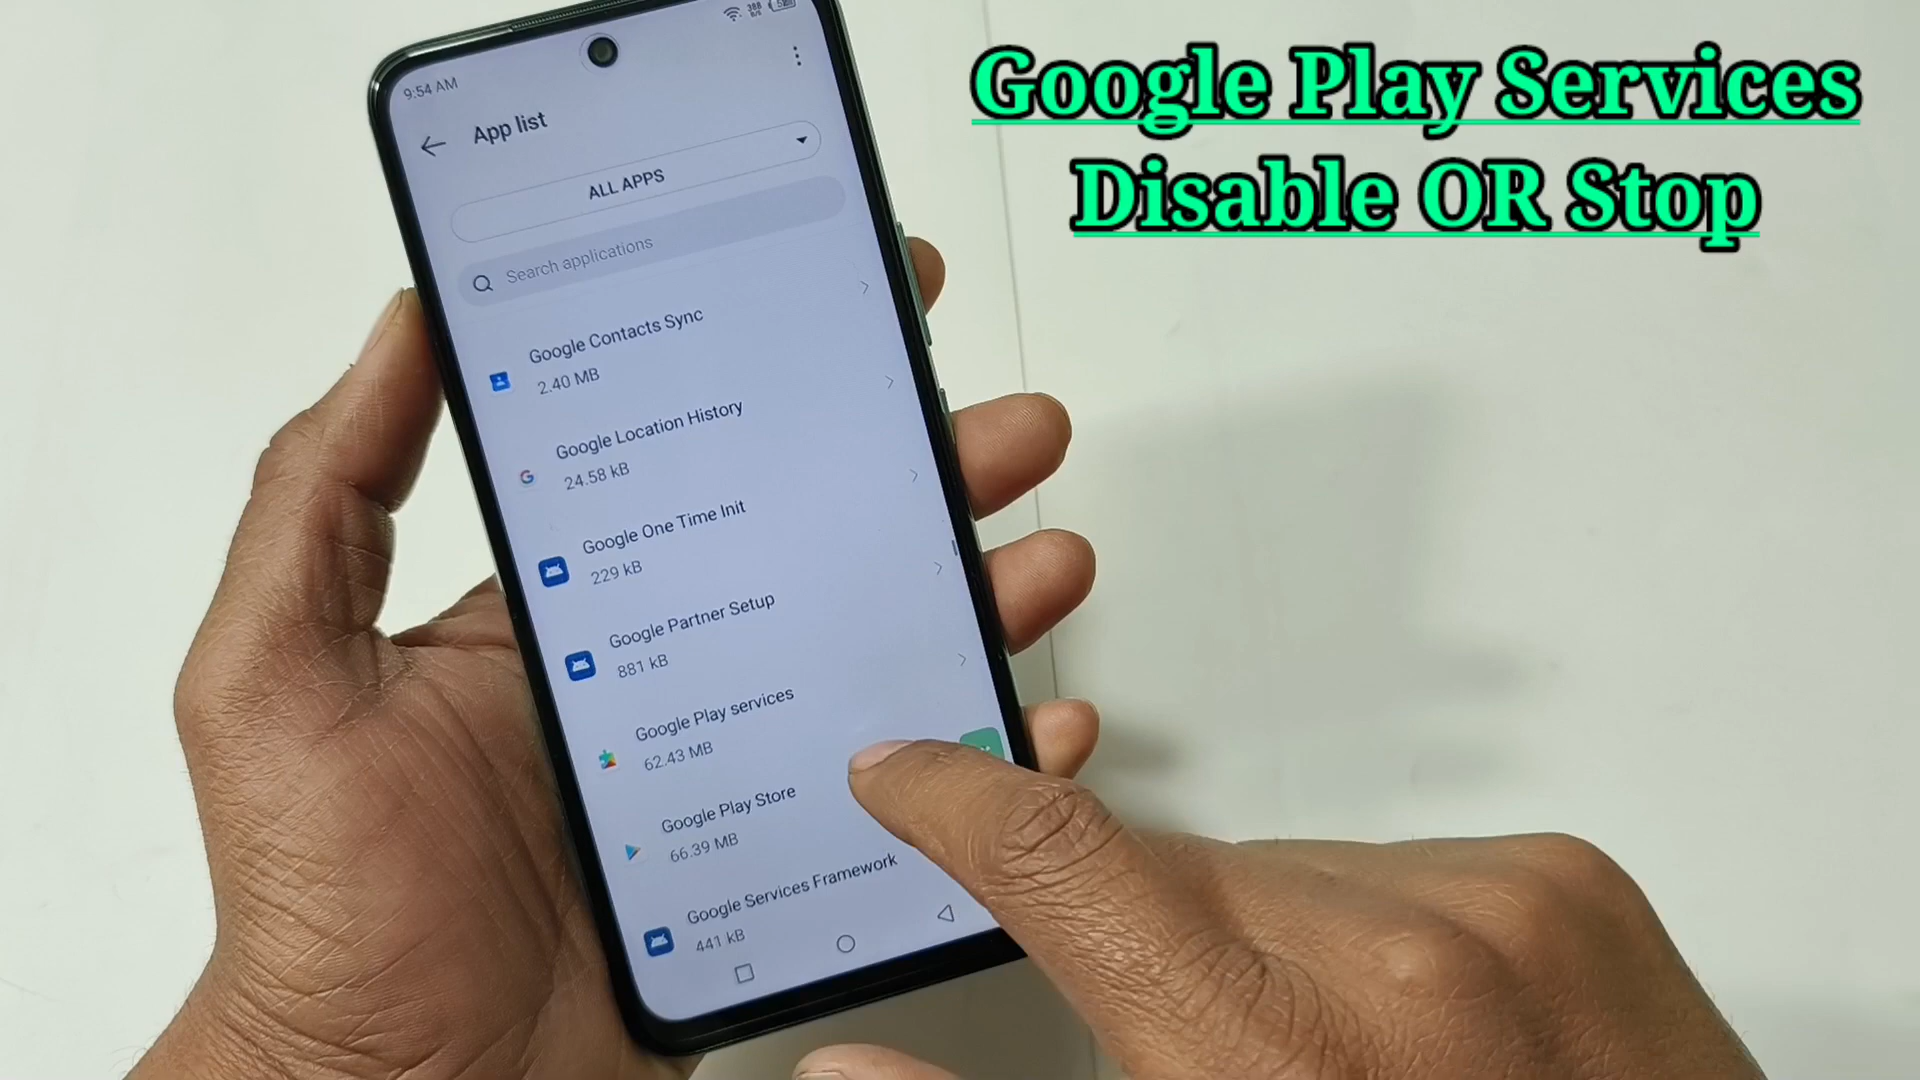 Google Play Services
Disable OR Stop
9:54 AM
App list
ALL APPS
Search applications
Google Contacts Sync
2.40 MB
Google Location History
24.58 kB
Google One Time Init
229 kB
Google Partner Setup
881 kB
Google Play services
62.43 MB
Google Play Store
66.39 MB
Google Services Framework
441 kB